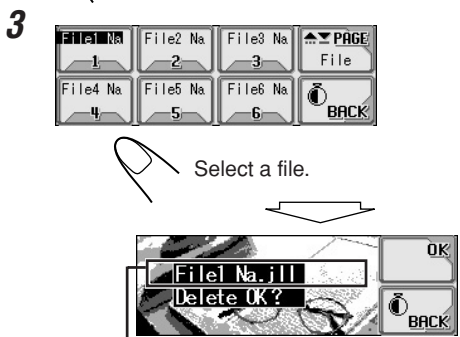 3
File1 Na File2 Na File3 Na PAGE
1 2 3 File
File4 Na File5 Na File6 Na
4 5 6 BACK
Select a file.
OK
File1 Na.jll
Delete OK?
BACK